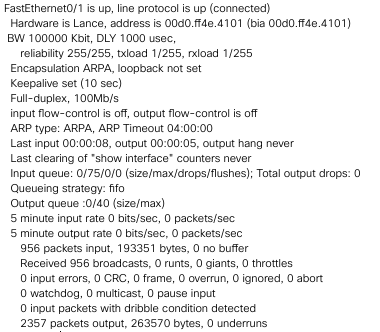 FastEthernet0/1 is up, line protocol is up (connected)
Hardware is Lance, address is 00d0.ff4e.4101 (bia 00d0.ff4e.4101)
BW 100000 Kbit, DLY 1000 usec,
reliability 255/255, txload 1/255, rxload 1/255
Encapsulation ARPA, loopback not set
Keepalive set (10 sec)
Full-duplex, 100Mb/s
input flow-control is off, output flow-control is off
ARP type: ARPA, ARP Timeout 04:00:00
Last input 00:00:08, output 00:00:05, output hang never
Last clearing of "show interface" counters never
Input queue: 0/75/0/0 (size/max/drops/flushes); Total output drops: 0
Queueing strategy: fifo
Output queue :0/40 (size/max)
5 minute input rate 0 bits/sec, 0 packets/sec
5 minute output rate 0 bits/sec, 0 packets/sec
956 packets input, 193351 bytes, 0 no buffer
Received 956 broadcasts, 0 runts, 0 giants, 0 throttles
0 input errors, 0 CRC, 0 frame, 0 overrun, 0 ignored, 0 abort
0 watchdog, 0 multicast, 0 pause input
0 input packets with dribble condition detected
2357 packets output, 263570 bytes, 0 underruns